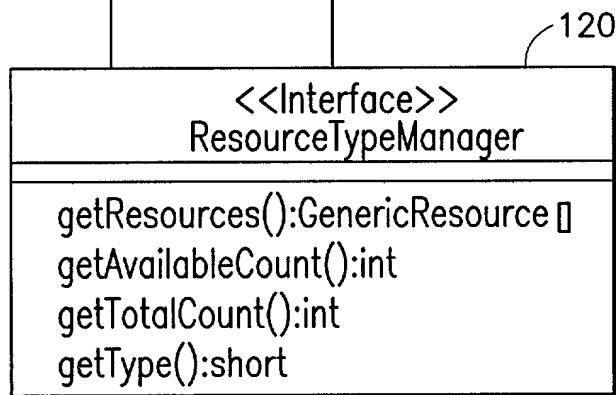 120
<<Interface>>
ResourceTypeManager
getResources():GenericResource []
getAvailableCount():int
getTotalCount():int
getType():short